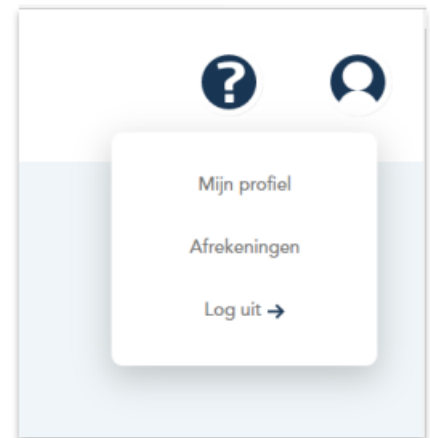 ?
Mijn profiel
Afrekeningen
Log uit →